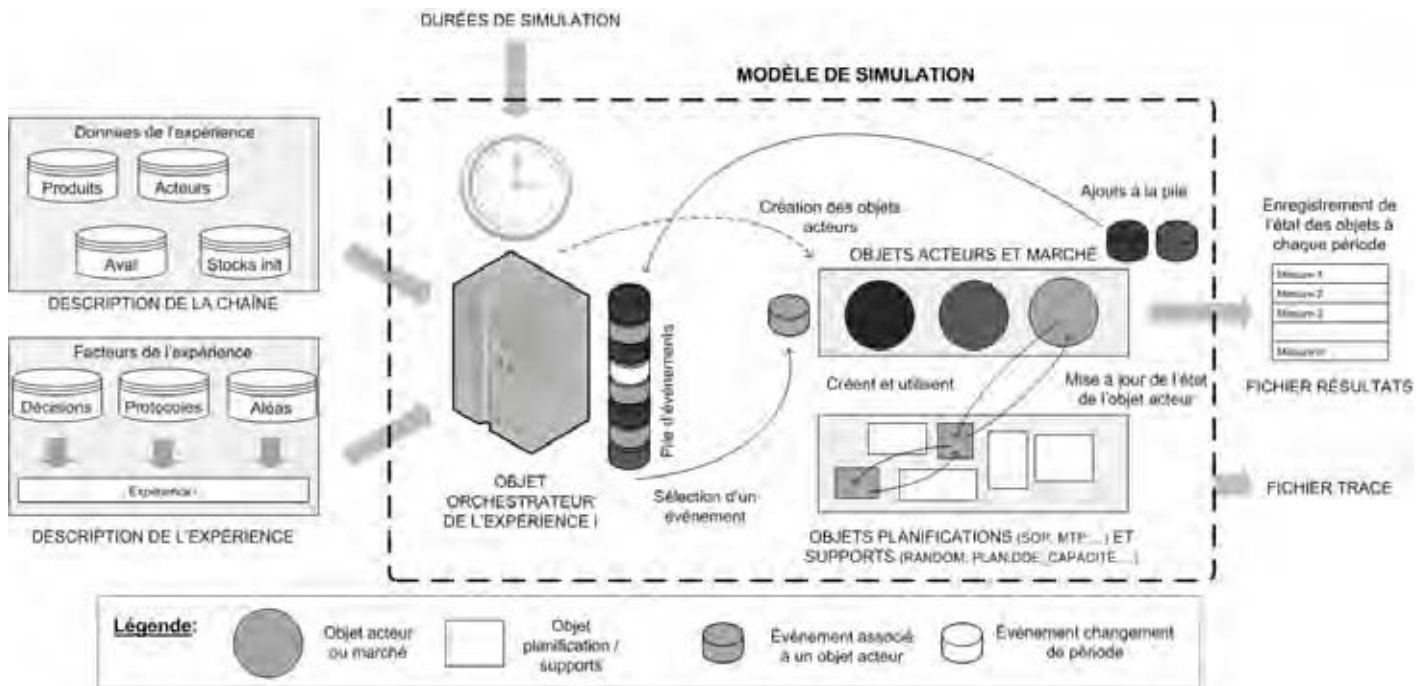 DURÉES DE SIMULATION
MODÈLE DE SIMULATION
Données de l'expérience
Produits
Acteurs
Aval
Stocks init
DESCRIPTION DE LA CHAÎNE
Facteurs de l'expérience
Décisions
Protocoles
Aléas
Expérience i
DESCRIPTION DE L'EXPÉRIENCE
OBJET
ORCHESTRATEUR
DE L'EXPÉRIENCE I
Pile d'événements
Création des objets
acteurs
Ajouts à la pile
OBJETS ACTEURS ET MARCHÉ
Créent et utilisent
Mise à jour de l'état
de l'objet acteur
Sélection d'un
événement
OBJETS PLANIFICATIONS (SOP, MTP,...) ET
SUPPORTS (RANDOM, PLAN,DDE_CAPACITÉ,...)
Enregistrement de
l'état des objets à
chaque période
Mesure 1
Mesure 2
Mesure 3
Mesure
FICHIER RÉSULTATS
FICHIER TRACE
Légende:
Objet acteur
ou marché
Objet
planification /
supports
Événement associé
à un objet acteur
Événement changement
de période